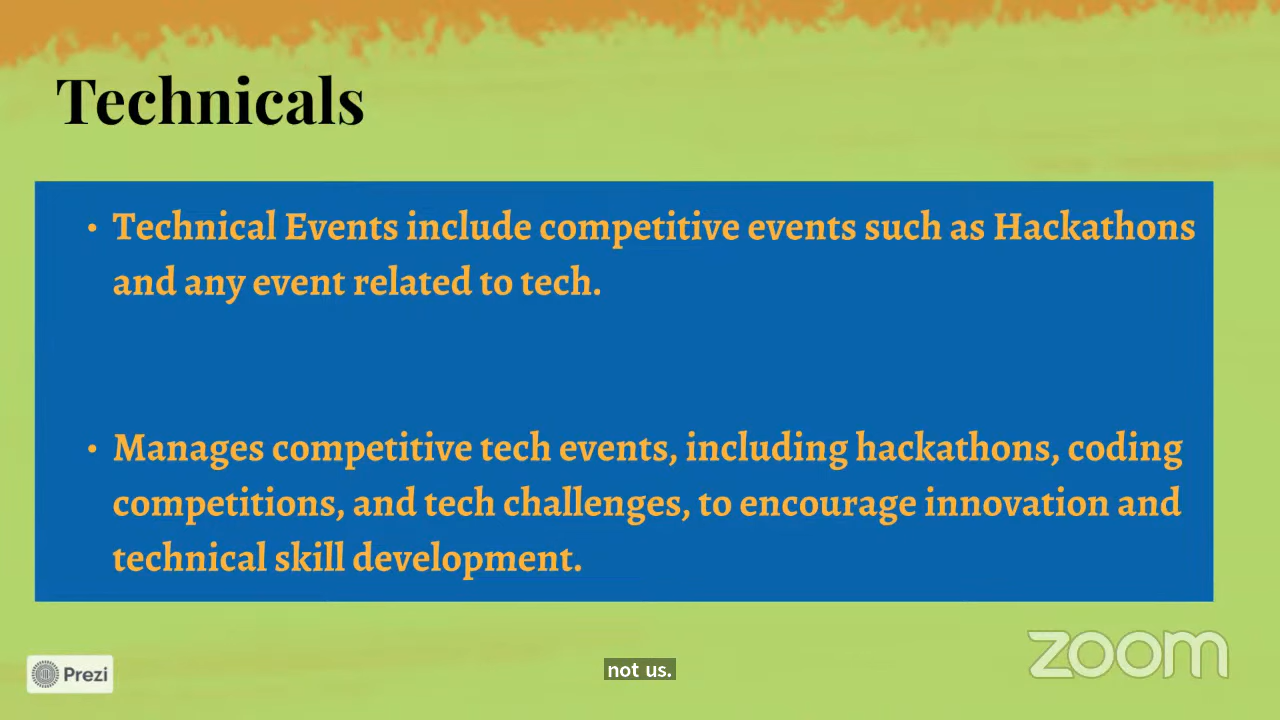 Technicals
• Technical Events include competitive events such as Hackathons
and any event related to tech.
• Manages competitive tech events, including hackathons, coding
competitions, and tech challenges, to encourage innovation and
technical skill development.
Prezi
not us.
zoom